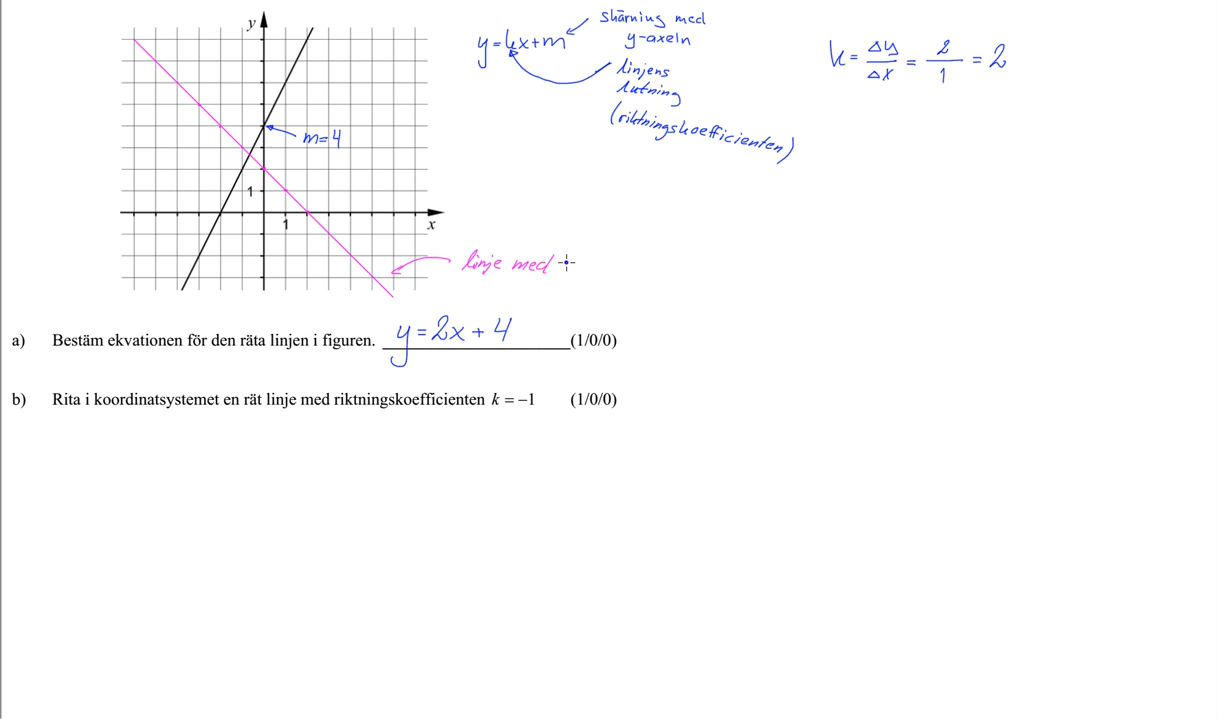 y
y=kx+m
skärning med
y-axeln
linjens
lutning
(riktningskoefficienten)
k = Δy/Δx = 2/1 = 2
m=4
1
1
x
linje med
a) Bestäm ekvationen för den räta linjen i figuren. y=2x+4 (1/0/0)
b) Rita i koordinatsystemet en rät linje med riktningskoefficienten k = −1 (1/0/0)